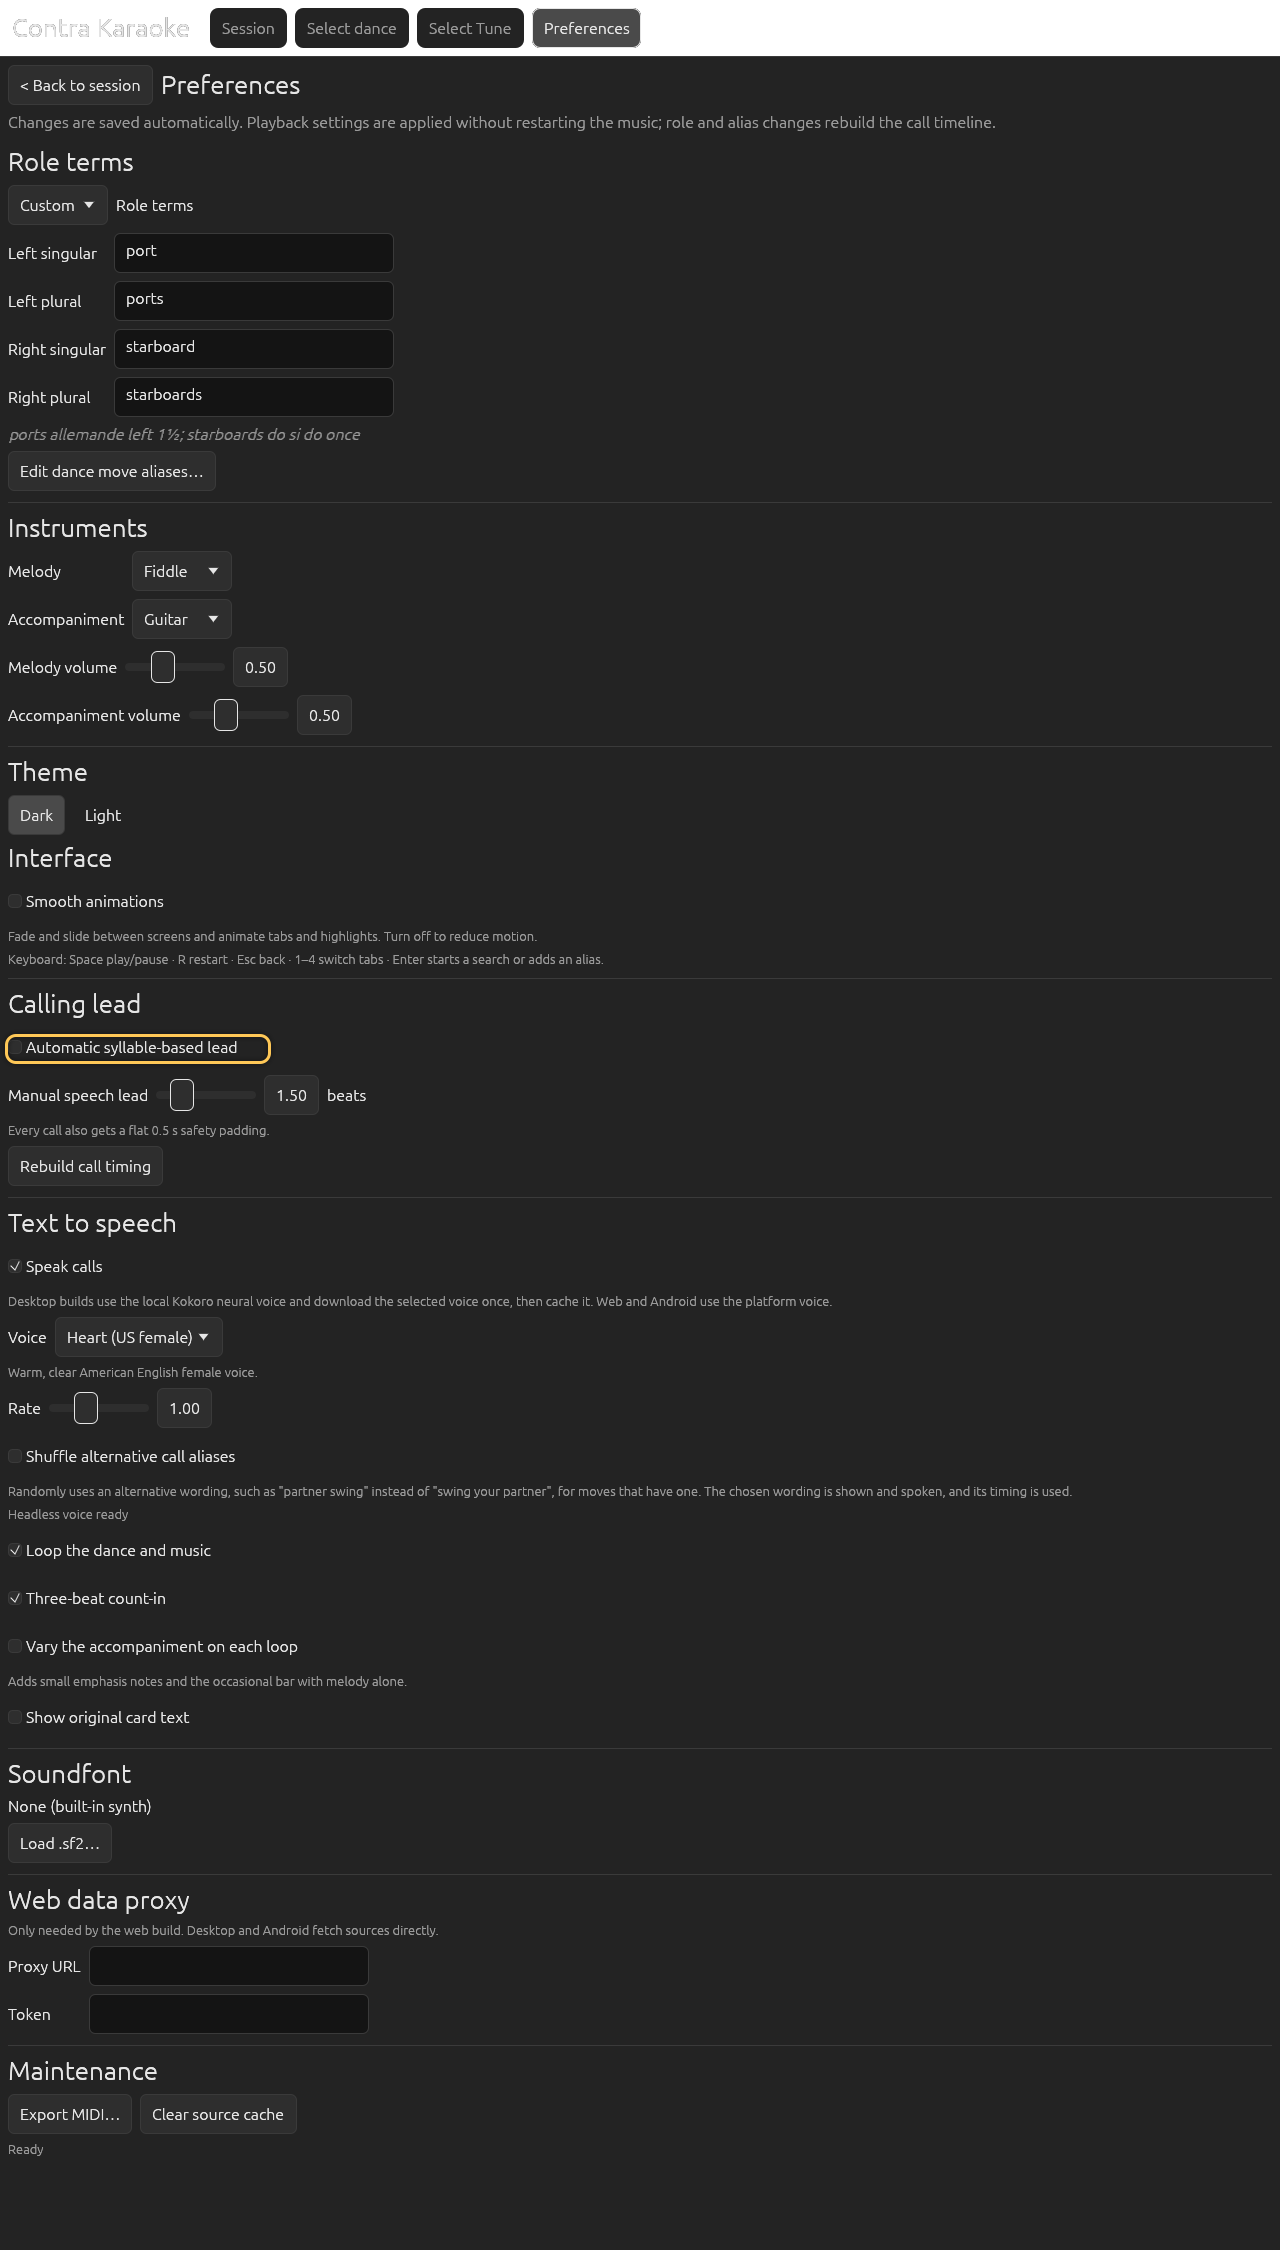 Contra Karaoke Session Select dance Select Tune Preferences
< Back to session Preferences
Changes are saved automatically. Playback settings are applied without restarting the music; role and alias changes rebuild the call timeline.
Role terms
Custom Role terms
Left singular port
Left plural ports
Right singular starboard
Right plural starboards
ports allemande left 1½; starboards do si do once
Edit dance move aliases…
Instruments
Melody Fiddle
Accompaniment Guitar
Melody volume 0.50
Accompaniment volume 0.50
Theme
Dark Light
Interface
Smooth animations
Fade and slide between screens and animate tabs and highlights. Turn off to reduce motion.
Keyboard: Space play/pause · R restart · Esc back · 1–4 switch tabs · Enter starts a search or adds an alias.
Calling lead
Automatic syllable-based lead
Manual speech lead 1.50 beats
Every call also gets a flat 0.5 s safety padding.
Rebuild call timing
Text to speech
Speak calls
Desktop builds use the local Kokoro neural voice and download the selected voice once, then cache it. Web and Android use the platform voice.
Voice Heart (US female)
Warm, clear American English female voice.
Rate 1.00
Shuffle alternative call aliases
Randomly uses an alternative wording, such as "partner swing" instead of "swing your partner", for moves that have one. The chosen wording is shown and spoken, and its timing is used.
Headless voice ready
Loop the dance and music
Three-beat count-in
Vary the accompaniment on each loop
Adds small emphasis notes and the occasional bar with melody alone.
Show original card text
Soundfont
None (built-in synth)
Load .sf2…
Web data proxy
Only needed by the web build. Desktop and Android fetch sources directly.
Proxy URL
Token
Maintenance
Export MIDI… Clear source cache
Ready